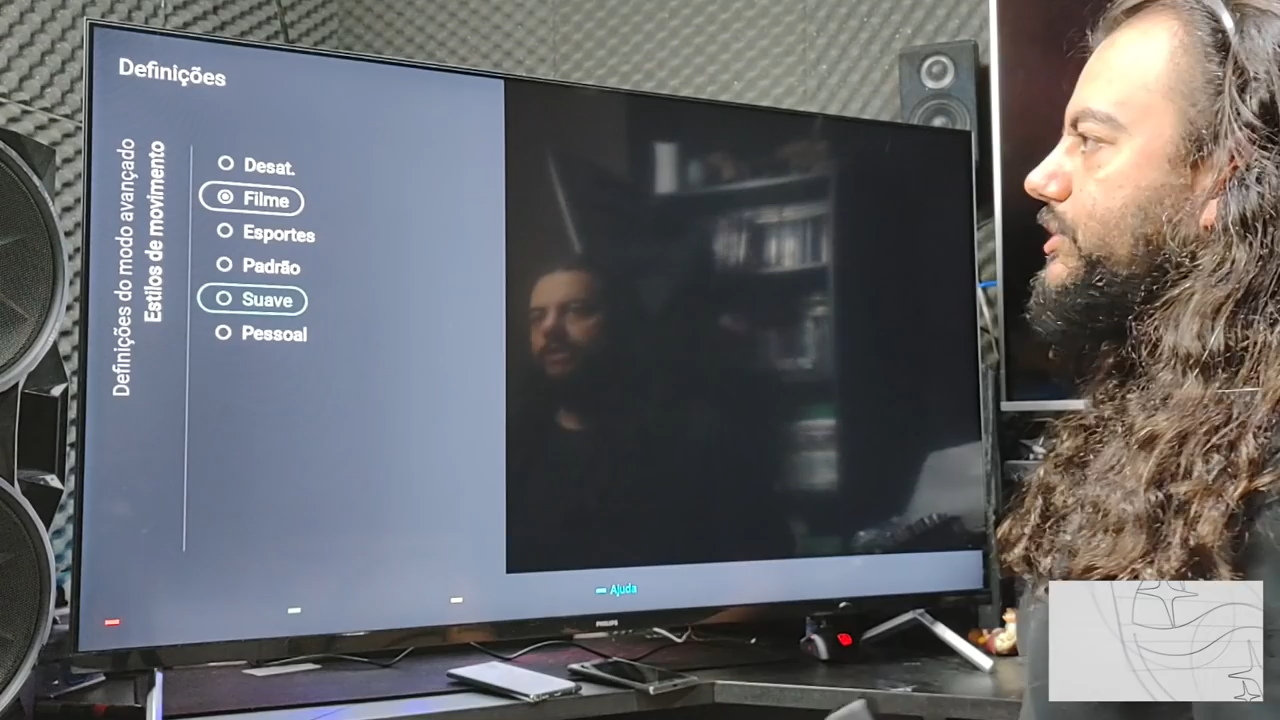 Definições
Definições do modo avançado
Estilos de movimento
Desat.
Filme
Esportes
Padrão
Suave
Pessoal
Ajuda
PHILIPS